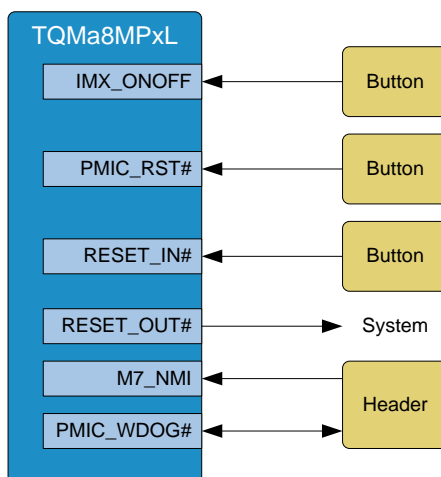 TQMa8MPxL
IMX_ONOFF
Button
PMIC_RST#
Button
RESET_IN#
Button
RESET_OUT#
System
M7_NMI
Header
PMIC_WDOG#